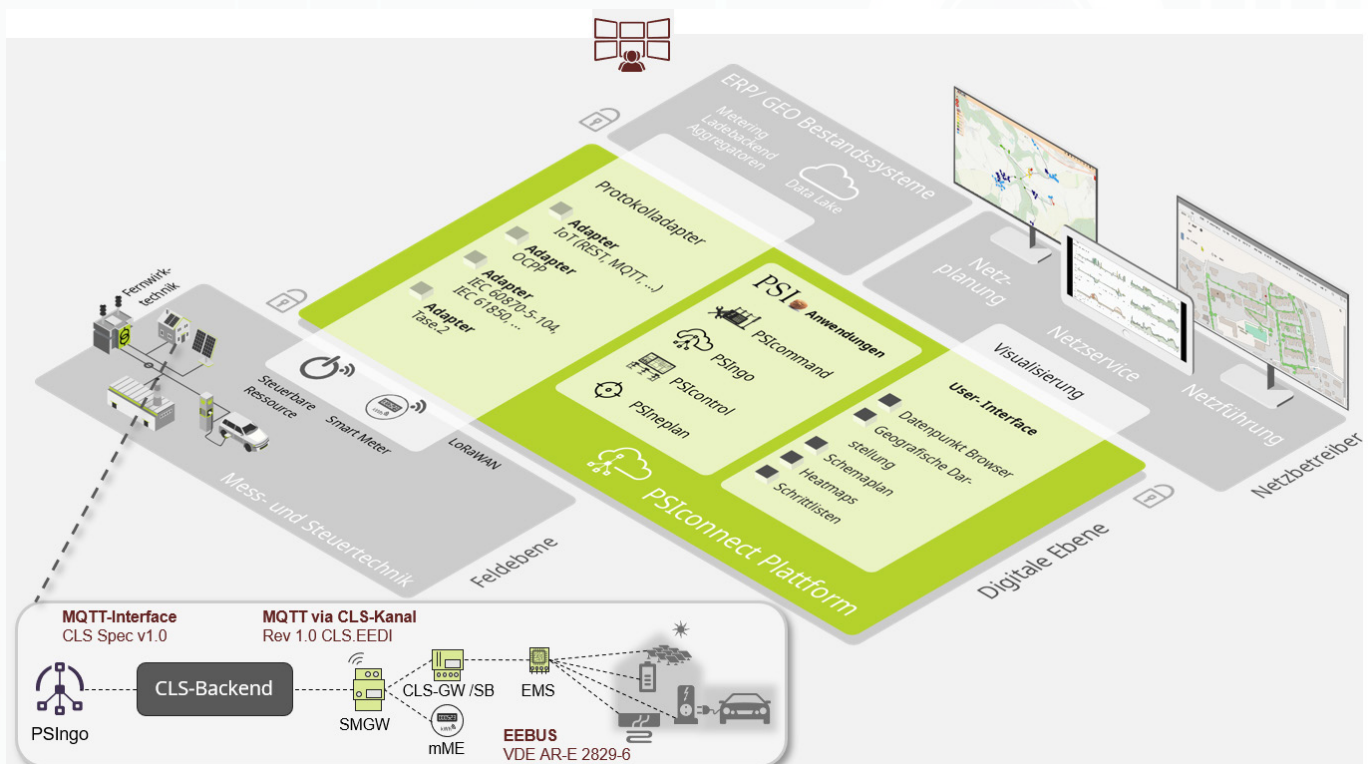 ERP/ GEO Bestandssysteme
Metering
Ladebackend
Aggregatoren
Data Lake
Protokolladapter
Adapter
IoT (REST, MQTT, ...)
Adapter
OCPP
Adapter
IEC 60870-5-104,
IEC 61850, ...
Adapter
Tase.2
PSI Anwendungen
PSIcommand
PSIngo
PSIcontrol
PSIneplan
User- Interface
Datenpunkt Browser
Geografische Dar-
stellung
Schemaplan
Heatmaps
Schrittlisten
PSIconnect Plattform
Netz-
planung
Netzservice
Netzführung
Visualisierung
Netzbetreiber
Digitale Ebene
Fernwirk-
technik
Steuerbare
Ressource
Smart Meter
LoRaWAN
Mess- und Steuertechnik
Feldebene
MQTT-Interface
CLS Spec v1.0
MQTT via CLS-Kanal
Rev 1.0 CLS.EEDI
PSIngo
CLS-Backend
SMGW
CLS-GW /SB
mME
EMS
EEBUS
VDE AR-E 2829-6